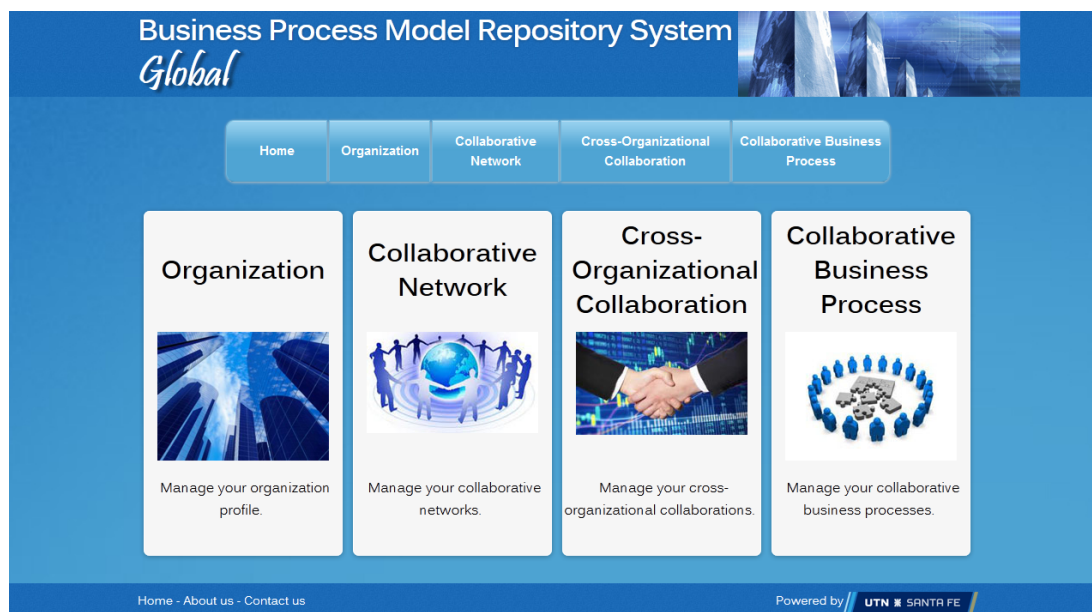 Business Process Model Repository System
Global
Home
Organization
Collaborative
Network
Cross-Organizational
Collaboration
Collaborative Business
Process
Organization
Manage your organization
profile.
Collaborative
Network
Manage your collaborative
networks.
Cross-
Organizational
Collaboration
Manage your cross-
organizational collaborations.
Collaborative
Business
Process
Manage your collaborative
business processes.
Home - About us - Contact us
Powered by UTN SANTA FE